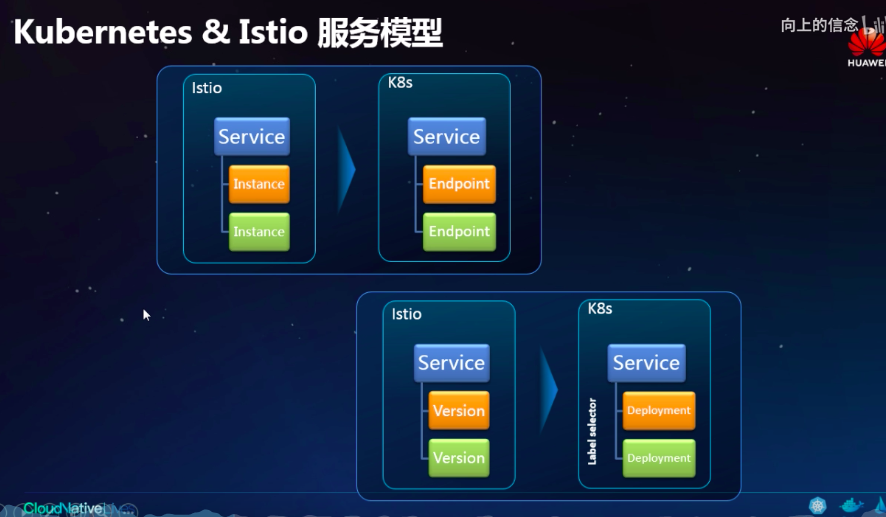 Kubernetes & Istio 服务模型
向上的信念
HUAWEI
Istio
Service
Instance
Instance
K8s
Service
Endpoint
Endpoint
Istio
Service
Version
Version
K8s
Service
Label selector
Deployment
Deployment
CloudNative